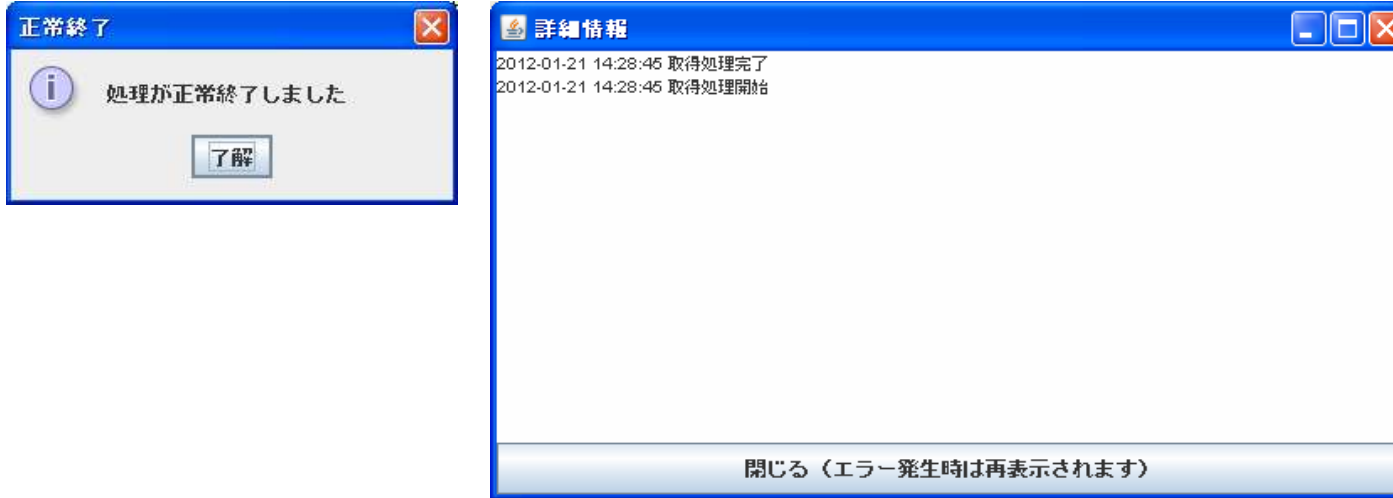 正常終了
処理が正常終了しました
了解
詳細情報
2012-01-21 14:28:45 取得処理完了
2012-01-21 14:28:45 取得処理開始
閉じる（エラー発生時は再表示されます）